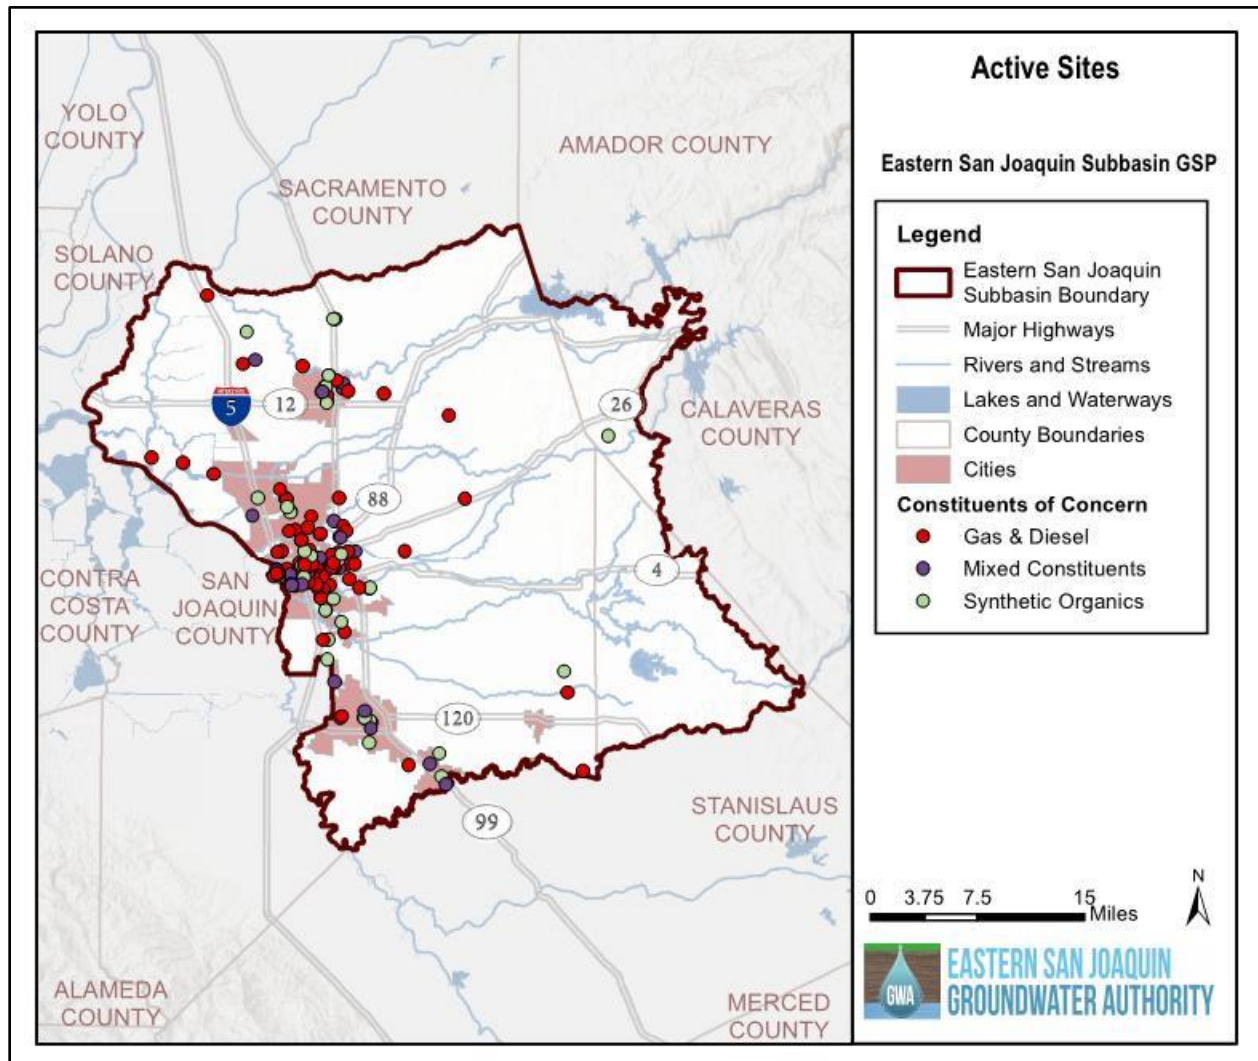 YOLO
COUNTY
AMADOR COUNTY
SACRAMENTO
COUNTY
SOLANO
COUNTY
5
12
26
CALAVERAS
COUNTY
88
4
CONTRA
COSTA
COUNTY
SAN
JOAQUIN
COUNTY
120
99
STANISLAUS
COUNTY
ALAMEDA
COUNTY
MERCED
COUNTY
Active Sites
Eastern San Joaquin Subbasin GSP
Legend
Eastern San Joaquin
Subbasin Boundary
Major Highways
Rivers and Streams
Lakes and Waterways
County Boundaries
Cities
Constituents of Concern
Gas & Diesel
Mixed Constituents
Synthetic Organics
N
0 3.75 7.5 15
Miles
GWA
EASTERN SAN JOAQUIN
GROUNDWATER AUTHORITY